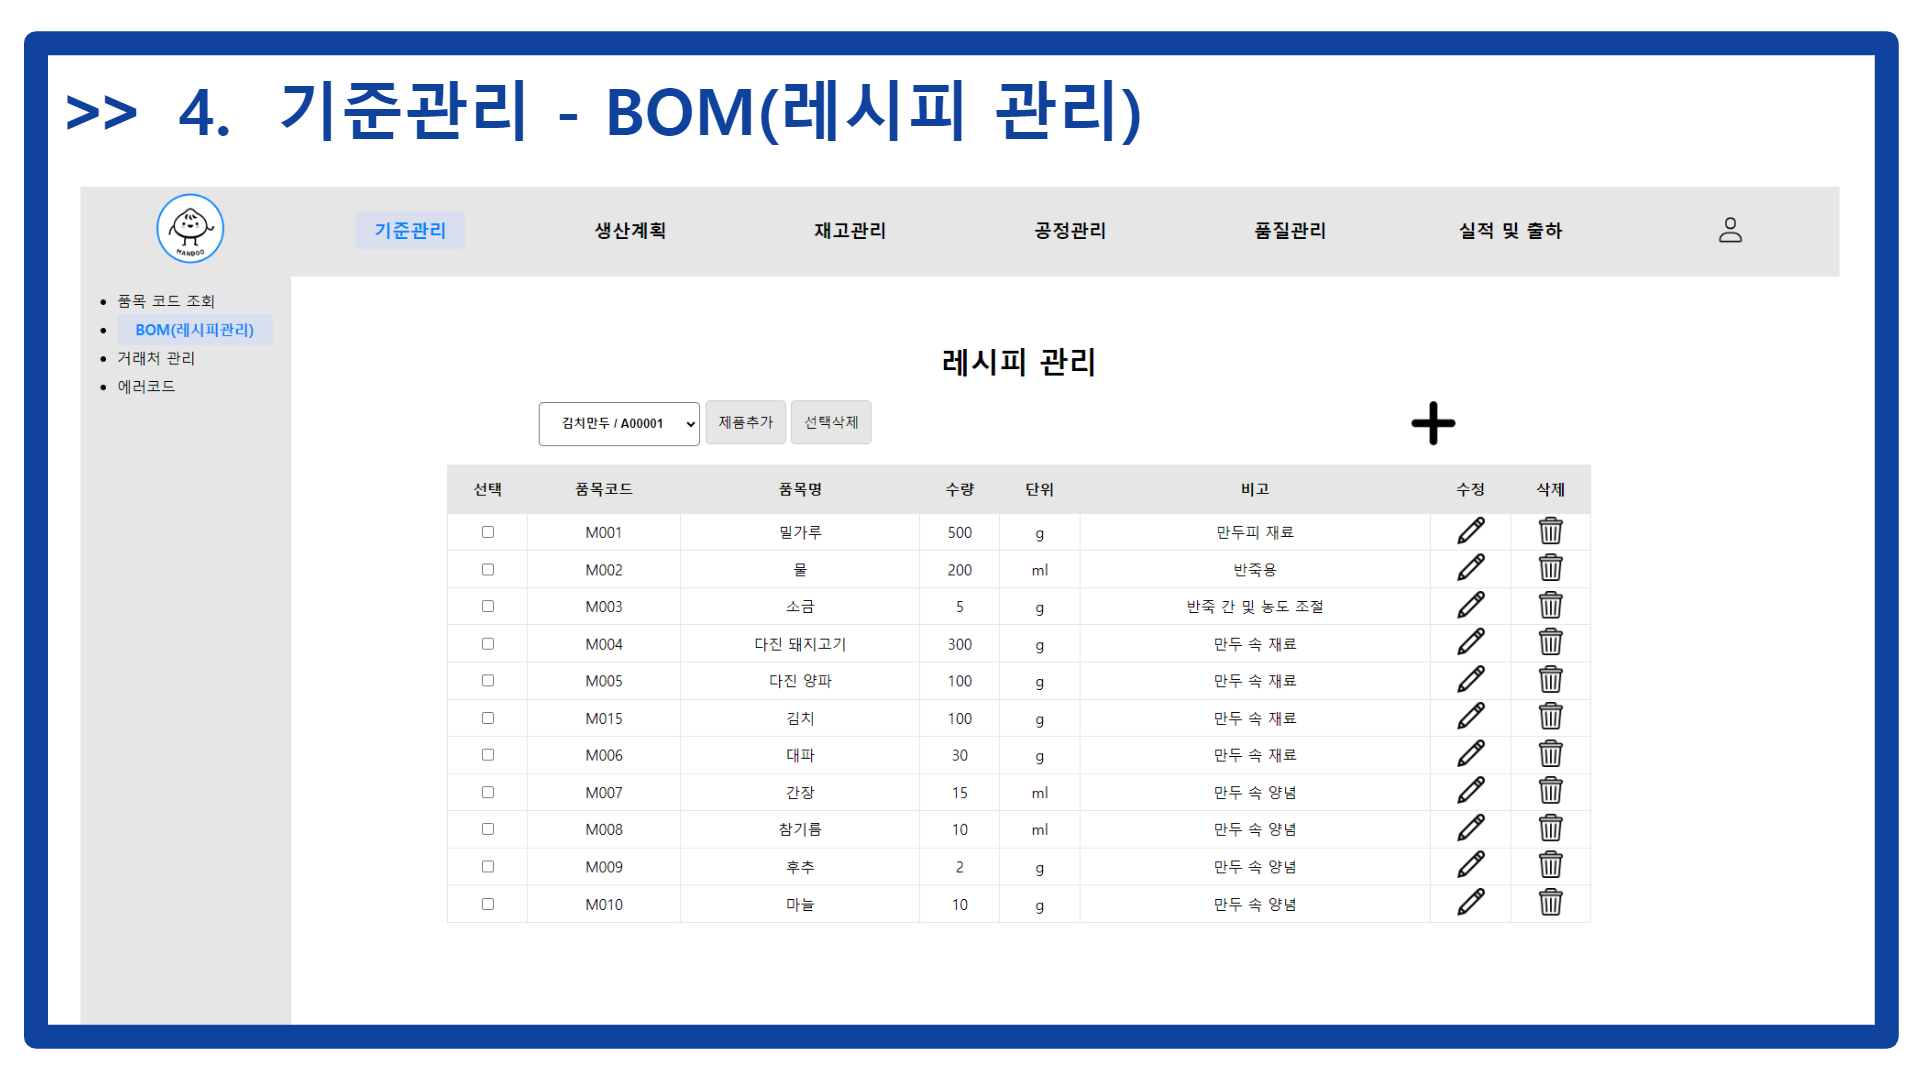 >> 4. 기준관리 - BOM(레시피 관리)
MANDOO
기준관리 생산계획 재고관리 공정관리 품질관리 실적 및 출하
품목 코드 조회
BOM(레시피관리)
거래처 관리
에러코드
레시피 관리
김치만두 / A00001 제품추가 선택삭제
선택 품목코드 품목명 수량 단위 비고 수정 삭제
M001 밀가루 500 g 만두피 재료
M002 물 200 ml 반죽용
M003 소금 5 g 반죽 간 및 농도 조절
M004 다진 돼지고기 300 g 만두 속 재료
M005 다진 양파 100 g 만두 속 재료
M015 김치 100 g 만두 속 재료
M006 대파 30 g 만두 속 재료
M007 간장 15 ml 만두 속 양념
M008 참기름 10 ml 만두 속 양념
M009 후추 2 g 만두 속 양념
M010 마늘 10 g 만두 속 양념